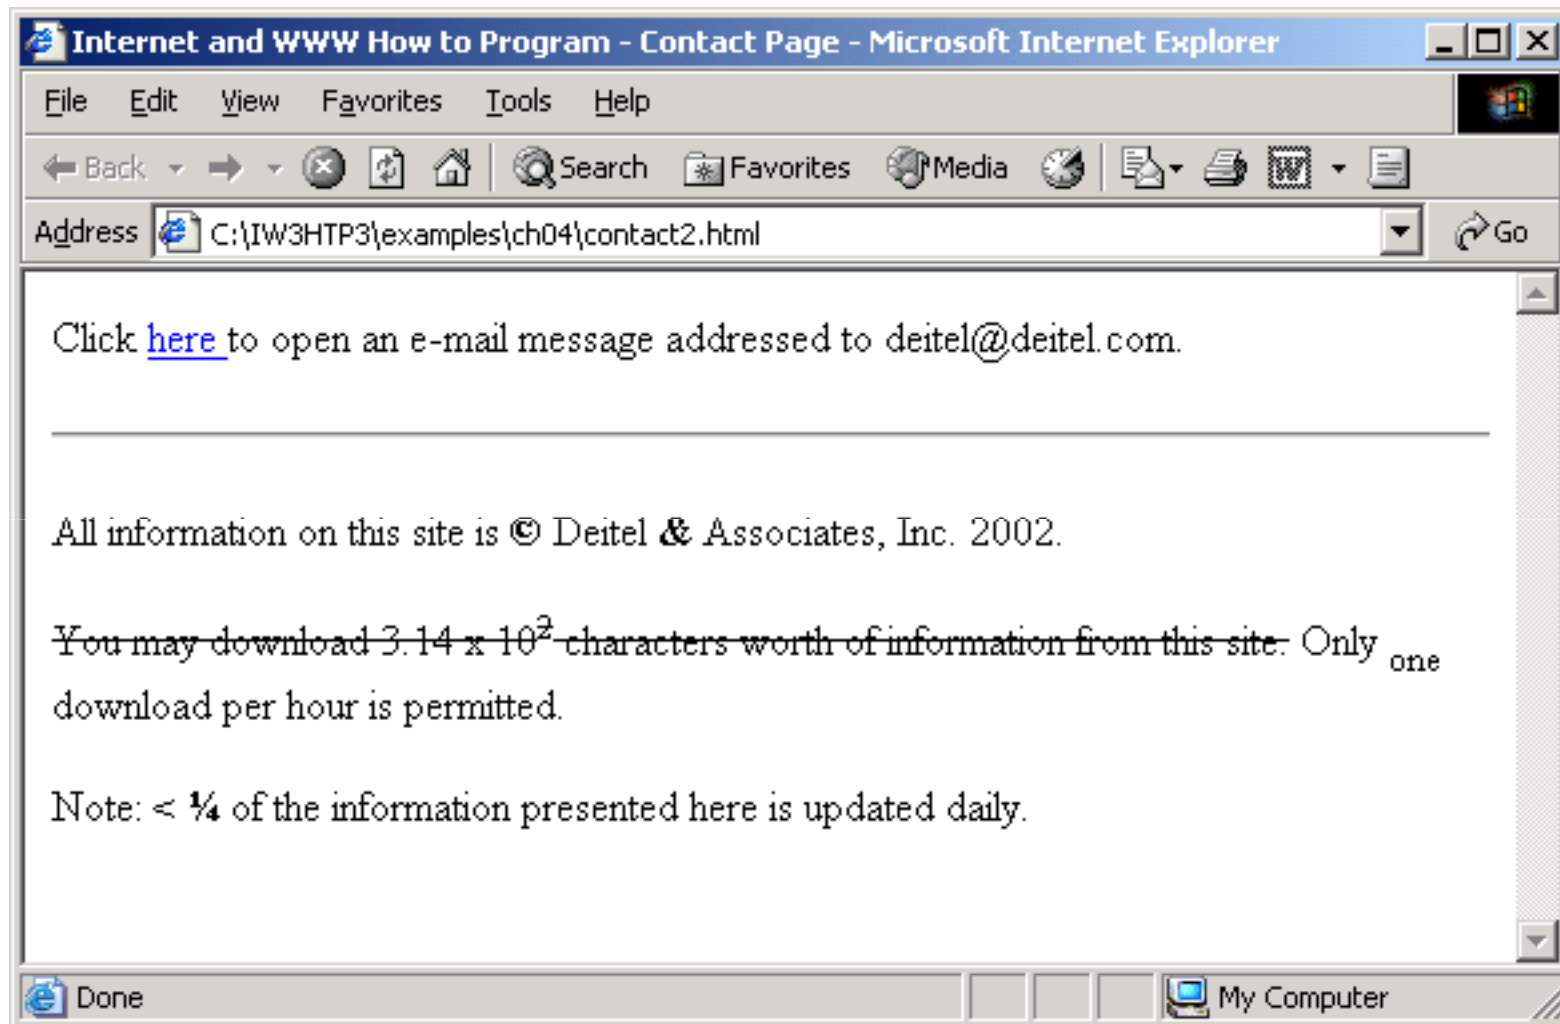 Internet and WWW How to Program - Contact Page - Microsoft Internet Explorer
File Edit View Favorites Tools Help
Back Search Favorites Media
Address C:\IW3HTP3\examples\ch04\contact2.html Go
Click here to open an e-mail message addressed to deitel@deitel.com.
All information on this site is © Deitel & Associates, Inc. 2002.
You may download 3.14 x 10² characters worth of information from this site. Only one
download per hour is permitted.
Note: < ¼ of the information presented here is updated daily.
Done My Computer